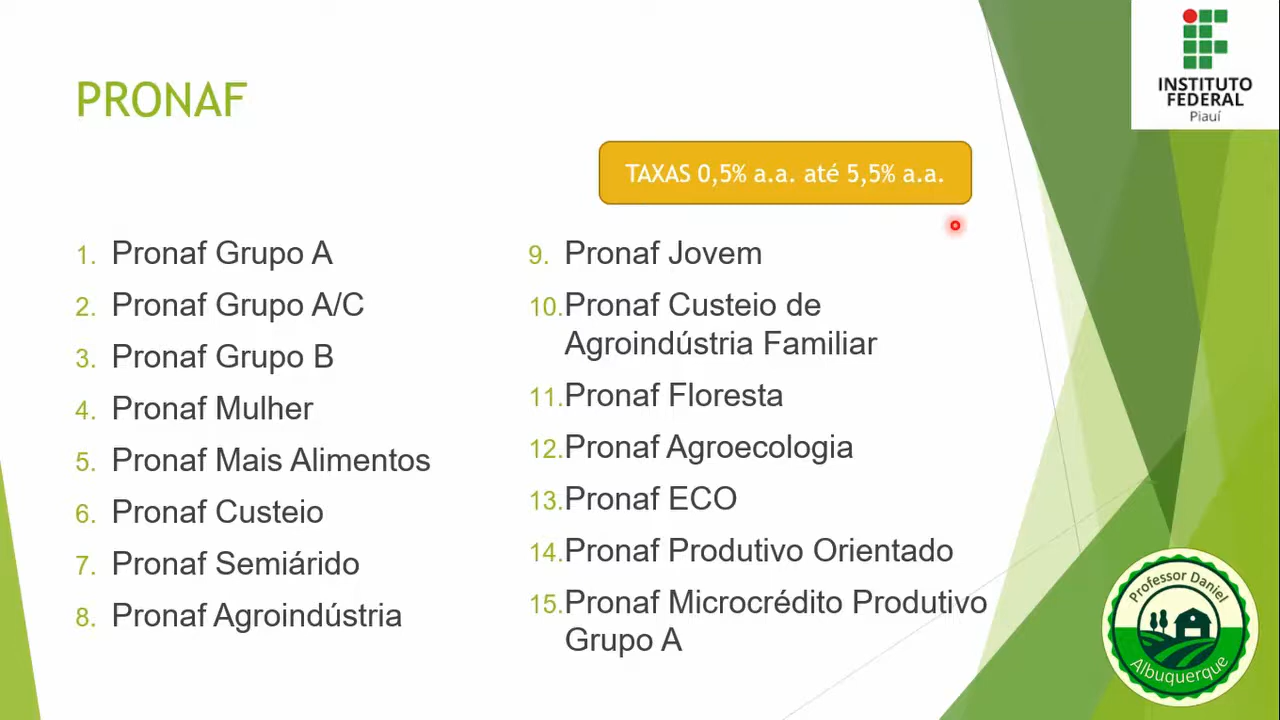 PRONAF
INSTITUTO
FEDERAL
Piauí
TAXAS 0,5% a.a. até 5,5% a.a.
1. Pronaf Grupo A
2. Pronaf Grupo A/C
3. Pronaf Grupo B
4. Pronaf Mulher
5. Pronaf Mais Alimentos
6. Pronaf Custeio
7. Pronaf Semiárido
8. Pronaf Agroindústria
9. Pronaf Jovem
10. Pronaf Custeio de
Agroindústria Familiar
11. Pronaf Floresta
12. Pronaf Agroecologia
13. Pronaf ECO
14. Pronaf Produtivo Orientado
15. Pronaf Microcrédito Produtivo
Grupo A
Professor Daniel
Albuquerque